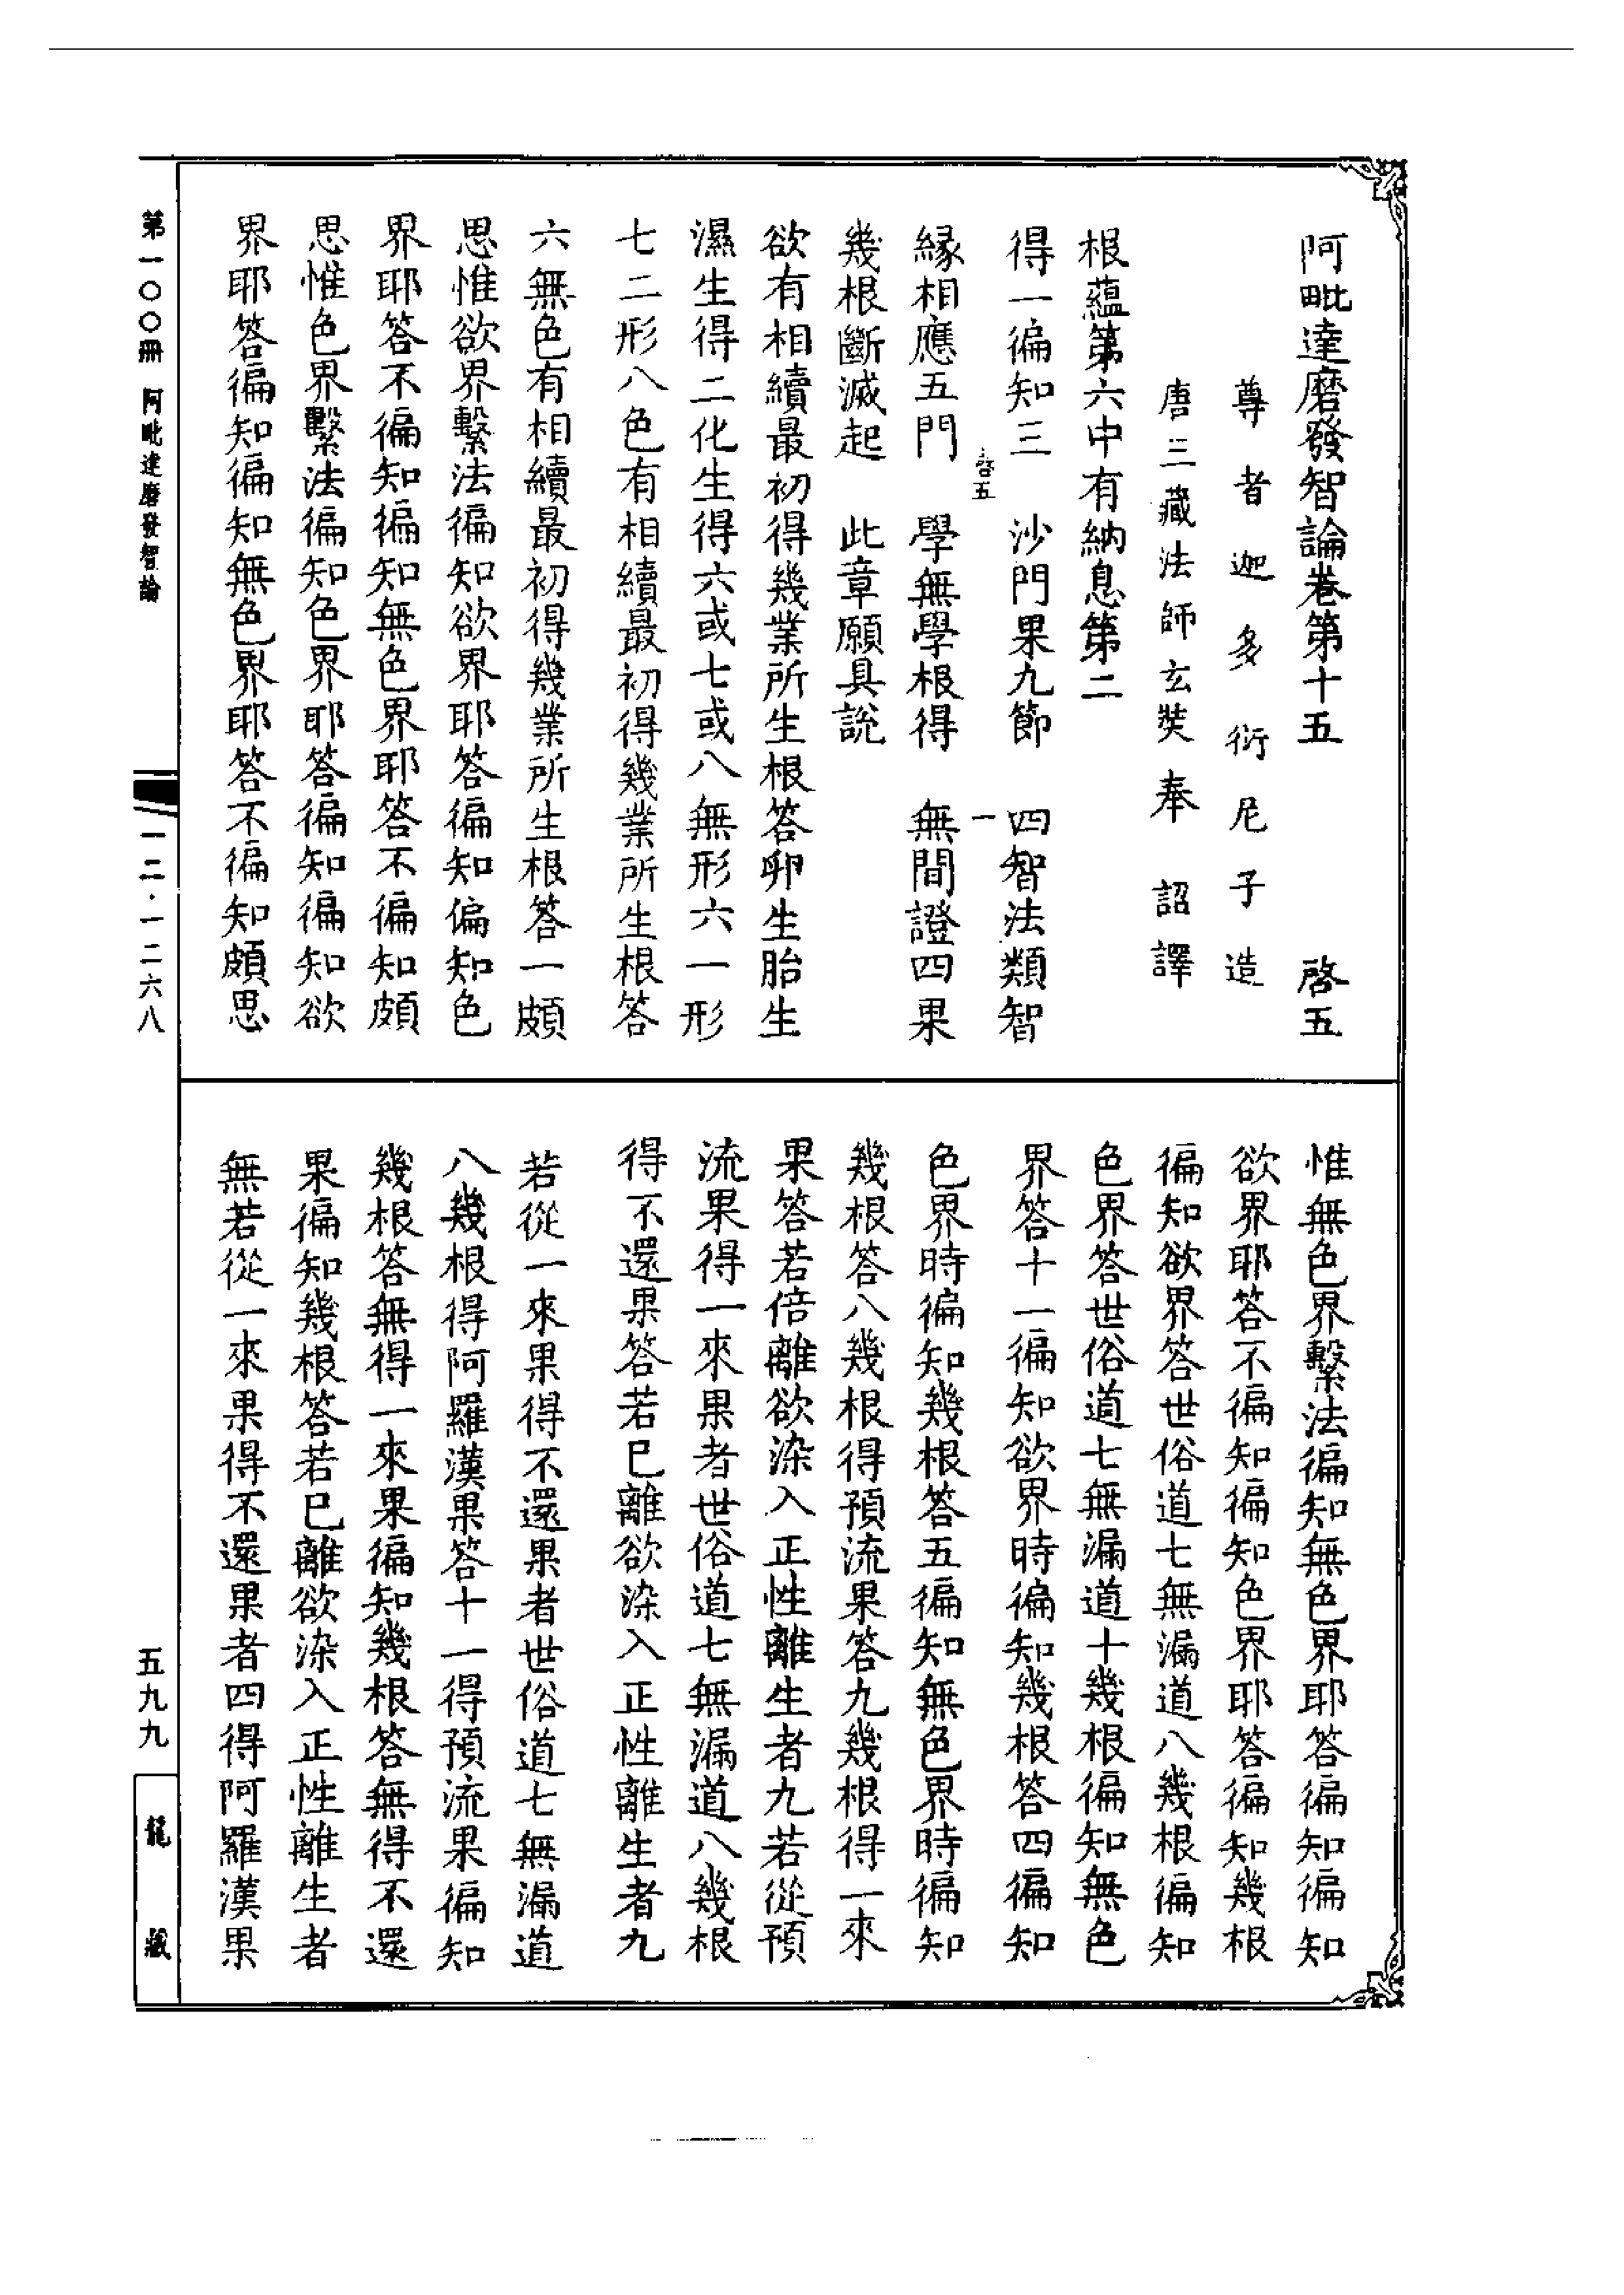 阿毗達磨發智論卷第十五　啓五
尊者迦多衍尼子造
唐三藏法師玄奘奉詔譯
根蘊第六中有納息第二
得一徧知三　沙門果九節　四智法類智
啓五　一
緣相應五門　學無學根得　無間證四果
幾根斷滅起　此章願具說
欲有相續最初得幾業所生根答卵生胎生
濕生得二化生得六或七或八無形六一形
七二形八色有相續最初得幾業所生根答
六無色有相續最初得幾業所生根答一頗
思惟欲界繫法徧知欲界耶答徧知偏知色
界耶答不徧知徧知無色界耶答不徧知頗
思惟色界繫法徧知色界耶答徧知徧知欲
界耶答徧知徧知無色界耶答不徧知頗思
惟無色界繫法徧知無色界耶答徧知徧知
欲界耶答不徧知徧知色界耶答徧知幾根
徧知欲界答世俗道七無漏道八幾根徧知
色界答世俗道七無漏道十幾根徧知無色
界答十一徧知欲界時徧知幾根答四徧知
色界時徧知幾根答五徧知無色界時徧知
幾根答八幾根得預流果答九幾根得一來
果答若倍離欲染入正性離生者九若從預
流果得一來果者世俗道七無漏道八幾根
得不還果答若已離欲染入正性離生者九
若從一來果得不還果者世俗道七無漏道
八幾根得阿羅漢果答十一得預流果徧知
幾根答無得一來果徧知幾根答無得不還
果徧知幾根答若已離欲染入正性離生者
無若從一來果得不還果者四得阿羅漢果
第一〇〇冊　阿毗達磨發智論
一二·一二六八
五九九
龍藏